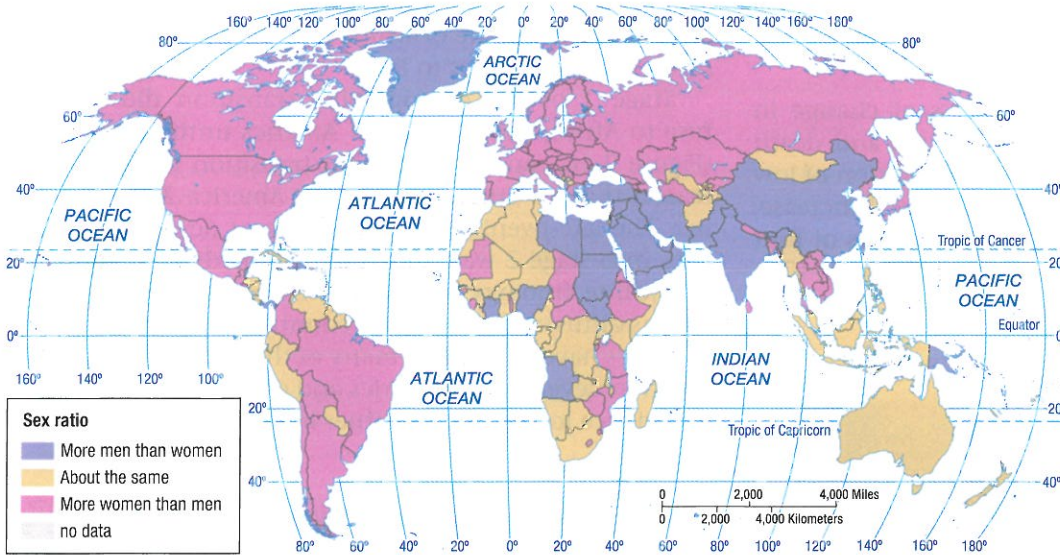 160° 140° 120° 100° 80° 60° 40° 20° 0° 20° 40° 60° 80° 100° 120° 140° 160°
80° 80°
ARCTIC
OCEAN
60° 60°
40° 40°
PACIFIC
OCEAN
ATLANTIC
OCEAN
Tropic of Cancer
20° 20°
PACIFIC
OCEAN
Equator
0° 0°
160° 140° 120° 100°
ATLANTIC
OCEAN
INDIAN
OCEAN
160° 180°
20° 20°
Tropic of Capricorn
40° 40°
Sex ratio
More men than women
About the same
More women than men
no data
0 2,000 4,000 Miles
0 2,000 4,000 Kilometers
80° 60° 40° 20° 0° 20° 40° 60° 80° 100° 120° 140° 160° 180°